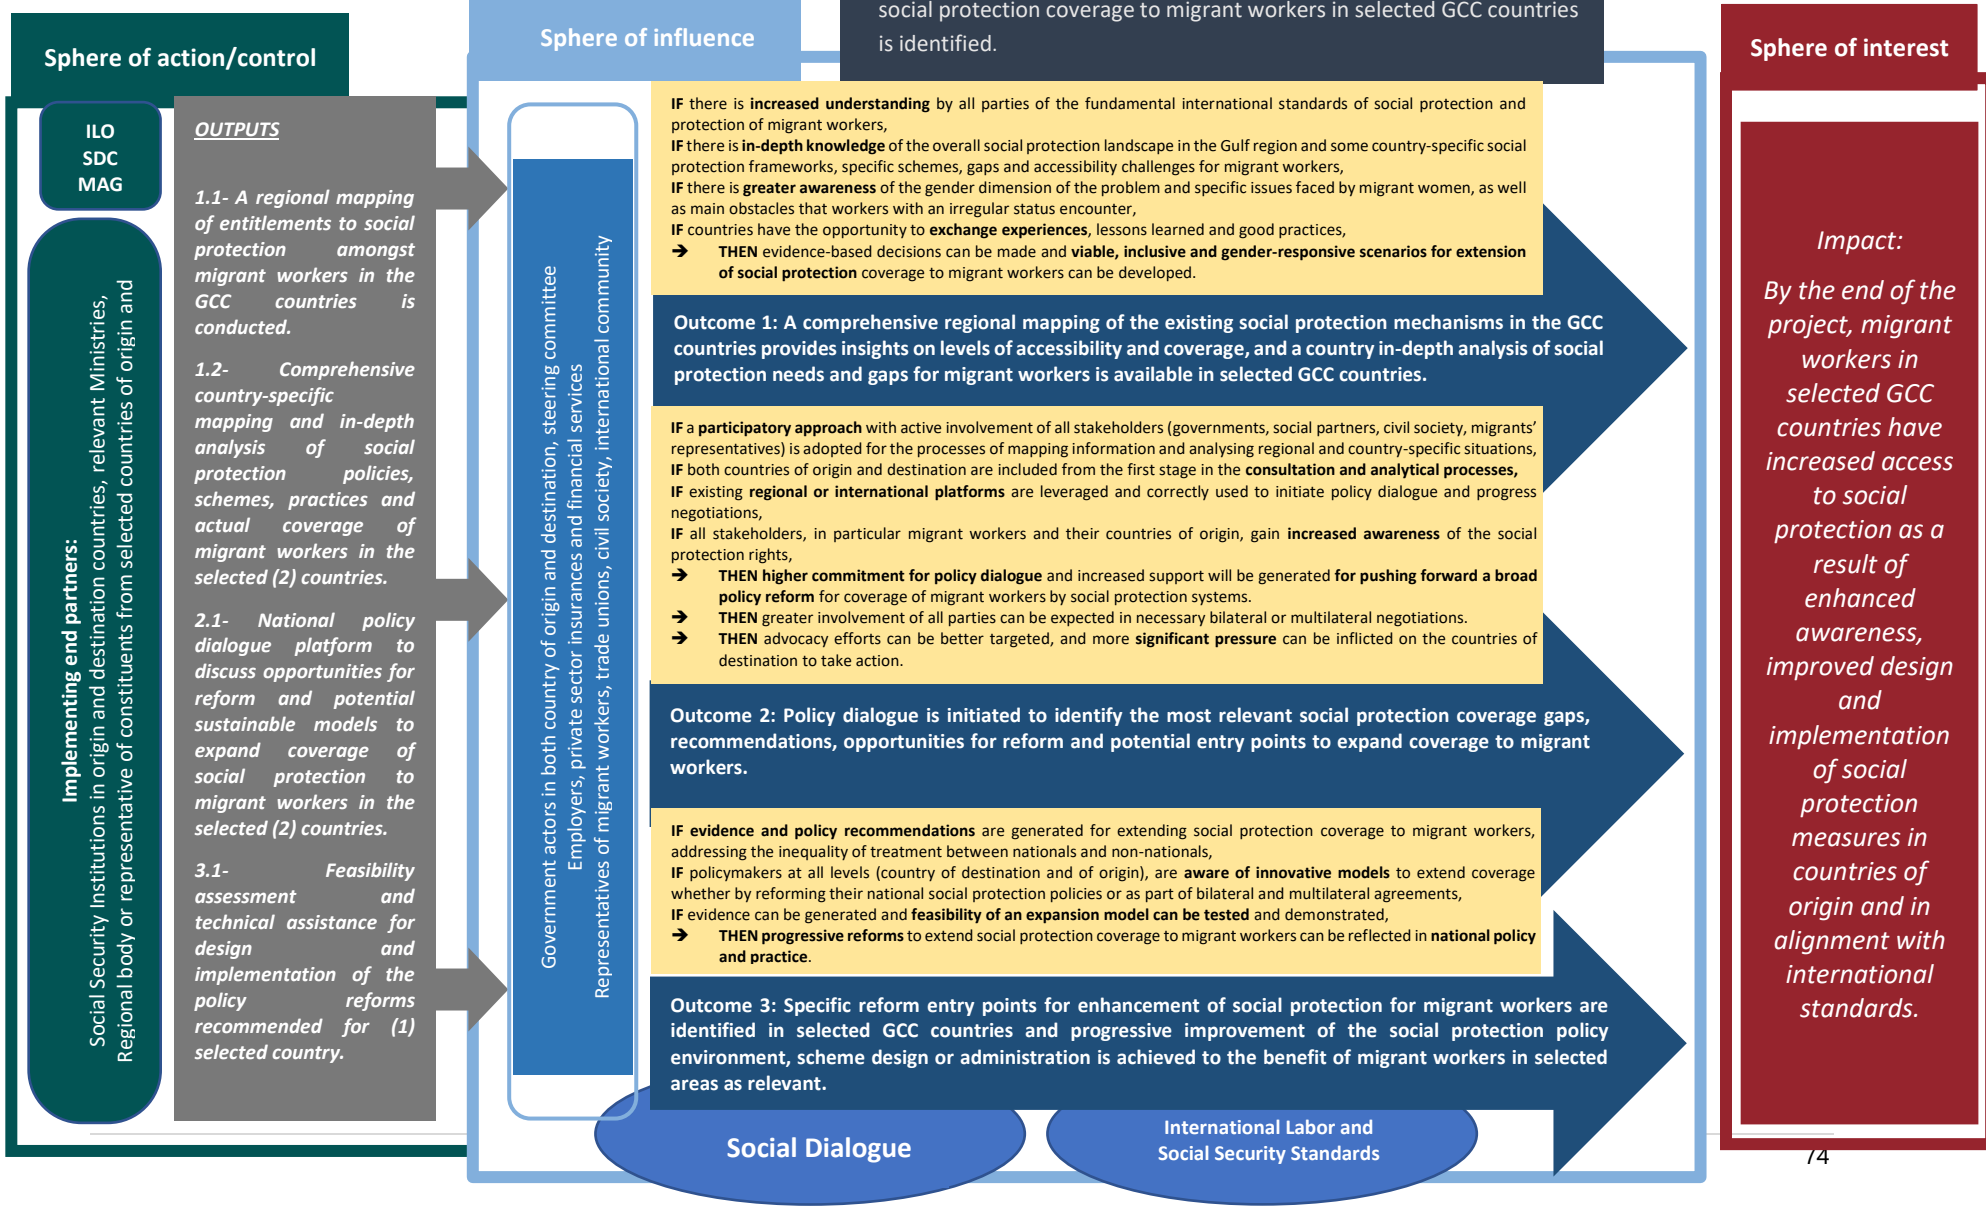 social protection coverage to migrant workers in selected GCC countries
is identified.
Sphere of action/control
Sphere of influence
Sphere of interest
ILO
SDC
MAG
Implementing end partners:
Social Security Institutions in origin and destination countries, relevant Ministries,
Regional body or representative of constituents from selected countries of origin and
OUTPUTS
1.1- A regional mapping
of entitlements to social
protection amongst
migrant workers in the
GCC countries is
conducted.
1.2- Comprehensive
country-specific
mapping and in-depth
analysis of social
protection policies,
schemes, practices and
actual coverage of
migrant workers in the
selected (2) countries.
2.1- National policy
dialogue platform to
discuss opportunities for
reform and potential
sustainable models to
expand coverage of
social protection to
migrant workers in the
selected (2) countries.
3.1- Feasibility
assessment and
technical assistance for
design and
implementation of the
policy reforms
recommended for (1)
selected country.
Government actors in both country of origin and destination, steering committee
Employers, private sector insurances and financial services
Representatives of migrant workers, trade unions, civil society, international community
IF there is increased understanding by all parties of the fundamental international standards of social protection and
protection of migrant workers,
IF there is in-depth knowledge of the overall social protection landscape in the Gulf region and some country-specific social
protection frameworks, specific schemes, gaps and accessibility challenges for migrant workers,
IF there is greater awareness of the gender dimension of the problem and specific issues faced by migrant women, as well
as main obstacles that workers with an irregular status encounter,
IF countries have the opportunity to exchange experiences, lessons learned and good practices,
➔ THEN evidence-based decisions can be made and viable, inclusive and gender-responsive scenarios for extension
of social protection coverage to migrant workers can be developed.
Outcome 1: A comprehensive regional mapping of the existing social protection mechanisms in the GCC
countries provides insights on levels of accessibility and coverage, and a country in-depth analysis of social
protection needs and gaps for migrant workers is available in selected GCC countries.
IF a participatory approach with active involvement of all stakeholders (governments, social partners, civil society, migrants'
representatives) is adopted for the processes of mapping information and analysing regional and country-specific situations,
IF both countries of origin and destination are included from the first stage in the consultation and analytical processes,
IF existing regional or international platforms are leveraged and correctly used to initiate policy dialogue and progress
negotiations,
IF all stakeholders, in particular migrant workers and their countries of origin, gain increased awareness of the social
protection rights,
➔ THEN higher commitment for policy dialogue and increased support will be generated for pushing forward a broad
policy reform for coverage of migrant workers by social protection systems.
➔ THEN greater involvement of all parties can be expected in necessary bilateral or multilateral negotiations.
➔ THEN advocacy efforts can be better targeted, and more significant pressure can be inflicted on the countries of
destination to take action.
Outcome 2: Policy dialogue is initiated to identify the most relevant social protection coverage gaps,
recommendations, opportunities for reform and potential entry points to expand coverage to migrant
workers.
IF evidence and policy recommendations are generated for extending social protection coverage to migrant workers,
addressing the inequality of treatment between nationals and non-nationals,
IF policymakers at all levels (country of destination and of origin), are aware of innovative models to extend coverage
whether by reforming their national social protection policies or as part of bilateral and multilateral agreements,
IF evidence can be generated and feasibility of an expansion model can be tested and demonstrated,
➔ THEN progressive reforms to extend social protection coverage to migrant workers can be reflected in national policy
and practice.
Outcome 3: Specific reform entry points for enhancement of social protection for migrant workers are
identified in selected GCC countries and progressive improvement of the social protection policy
environment, scheme design or administration is achieved to the benefit of migrant workers in selected
areas as relevant.
Social Dialogue
International Labor and
Social Security Standards
Impact:
By the end of the
project, migrant
workers in
selected GCC
countries have
increased access
to social
protection as a
result of
enhanced
awareness,
improved design
and
implementation
of social
protection
measures in
countries of
origin and in
alignment with
international
standards.
74